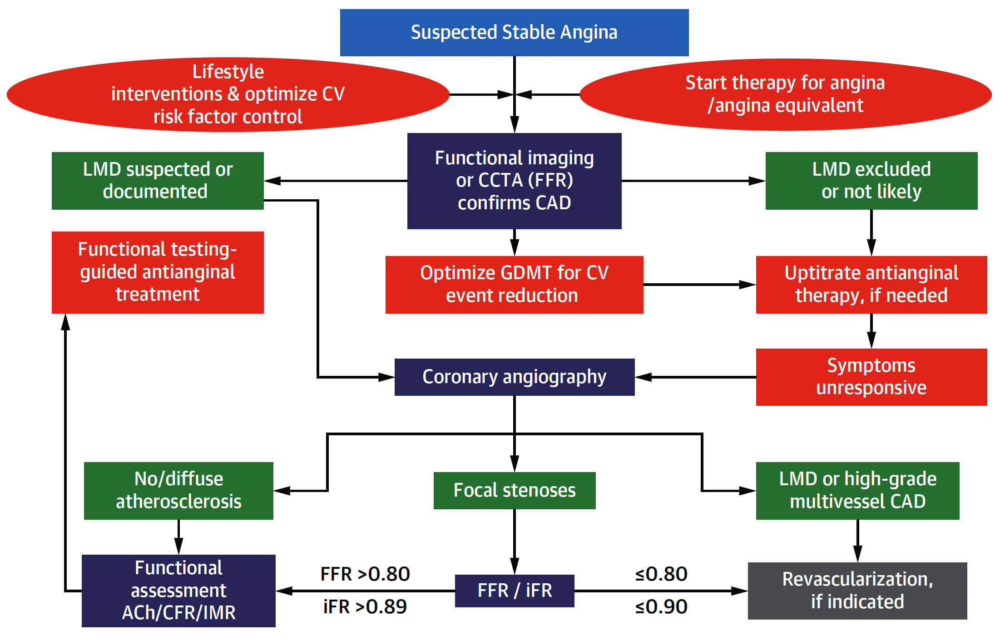 Suspected Stable Angina
Lifestyle
interventions & optimize CV
risk factor control
Start therapy for angina
/angina equivalent
LMD suspected or
documented
Functional imaging
or CCTA (FFR)
confirms CAD
LMD excluded
or not likely
Functional testing-
guided antianginal
treatment
Optimize GDMT for CV
event reduction
Uptitrate antianginal
therapy, if needed
Coronary angiography
Symptoms
unresponsive
No/diffuse
atherosclerosis
Focal stenoses
LMD or high-grade
multivessel CAD
Functional
assessment
ACh/CFR/IMR
FFR >0.80
iFR >0.89
FFR / iFR
≤0.80
≤0.90
Revascularization,
if indicated